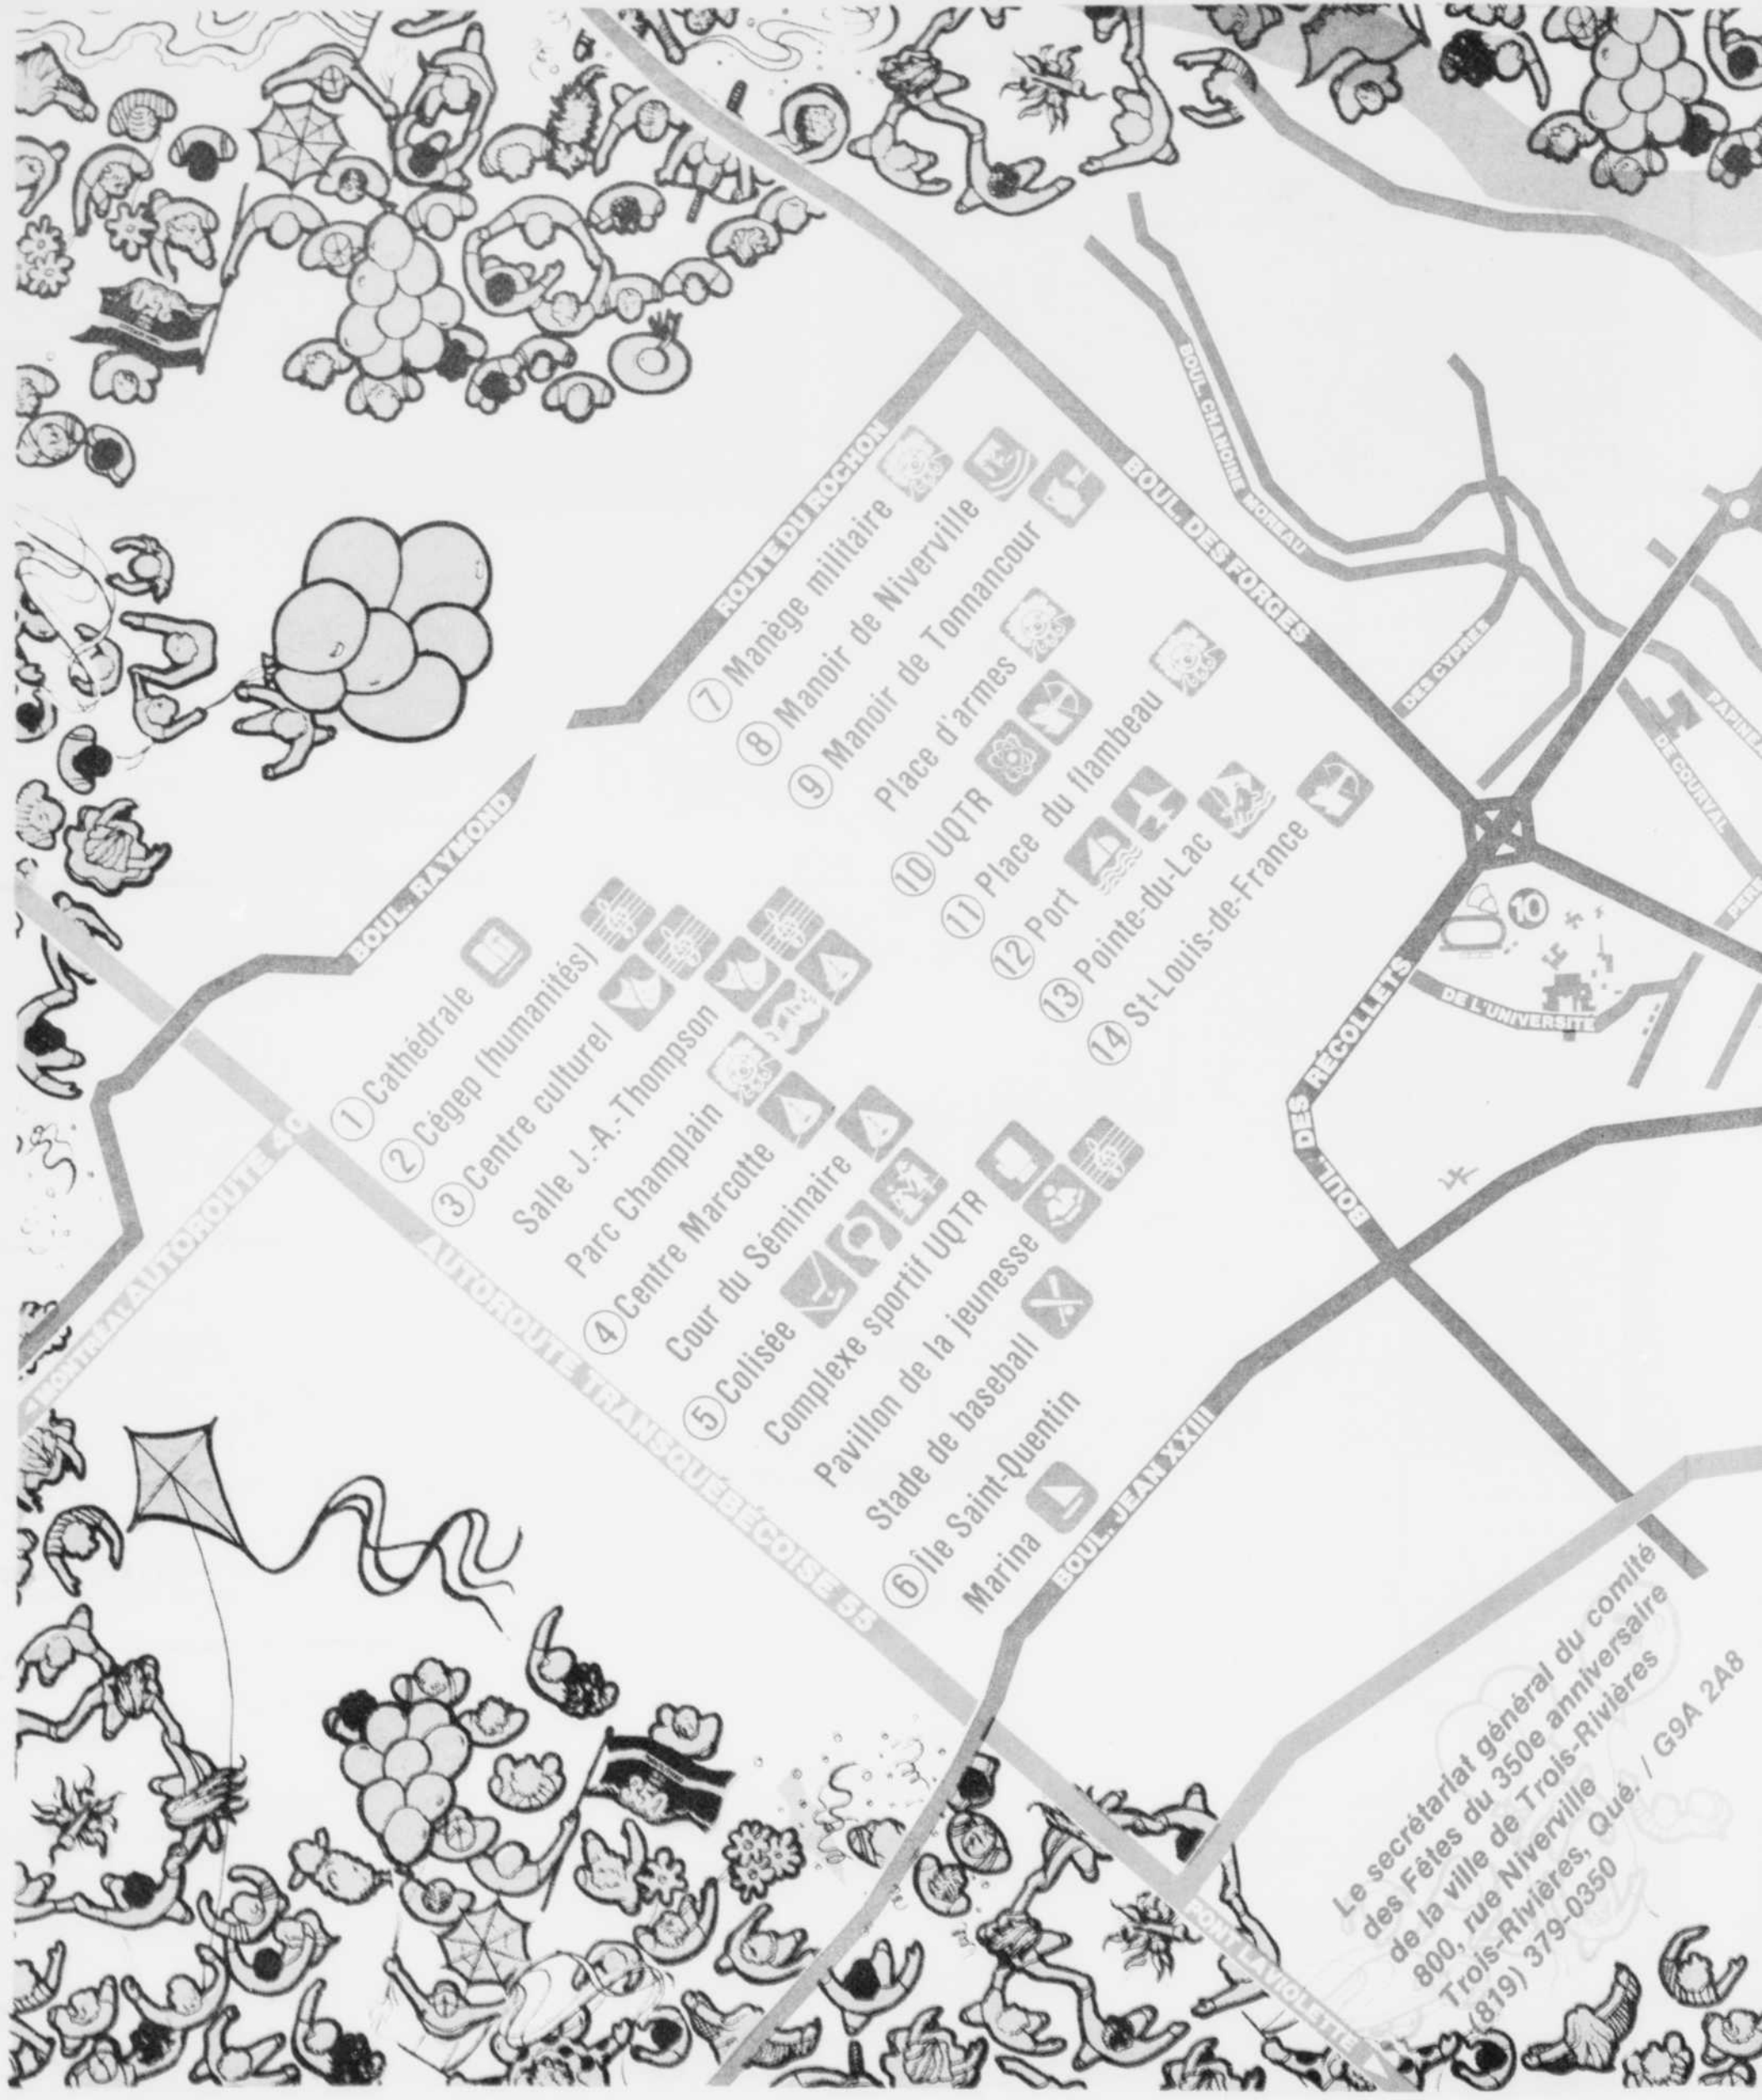 ① Cathédrale
② Cégep (humanités)
③ Centre culturel
Salle J.-A.-Thompson
Parc Champlain
④ Centre Marcotte
Cour du Séminaire
⑤ Colisée
Complexe sportif UQTR
Pavillon de la jeunesse
Stade de baseball
⑥ Île Saint-Quentin
Marina
⑦ Manège militaire
⑧ Manoir de Niverville
⑨ Manoir de Tonnancour
Place d'armes
⑩ UQTR
⑪ Place du flambeau
⑫ Port
⑬ Pointe-du-Lac
⑭ St-Louis-de-France
ROUTE DU ROCHON
BOUL. RAYMOND
BOUL. DES FORGES
BOUL. CHANOINE MOREAU
DES CYPRÈS
DE COURVAL
10
DE L'UNIVERSITÉ
BOUL. DES RÉCOLLETS
BOUL. JEAN XXIII
MONTRÉAL AUTOROUTE 40
AUTOROUTE TRANSQUÉBÉCOISE 55
PONT LAVIOLETTE
Le secrétariat général du comité
des Fêtes du 350e anniversaire
de la ville de Trois-Rivières
800, rue Niverville
Trois-Rivières, Qué. / G9A 2A8
(819) 379-0350